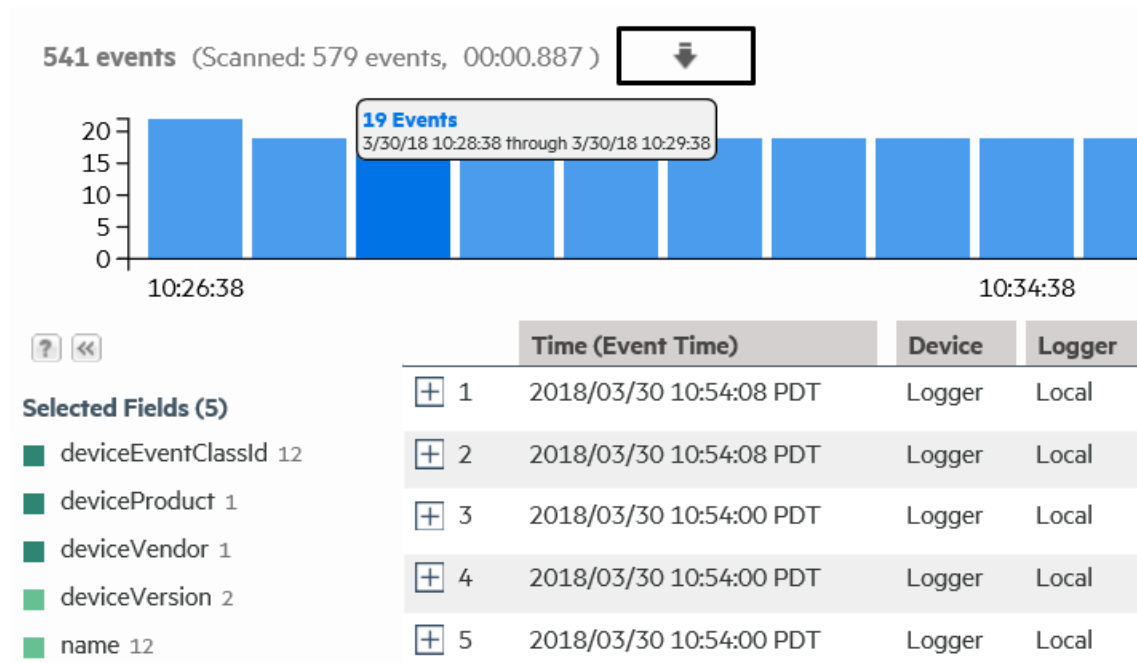 541 events (Scanned: 579 events, 00:00.887 )
19 Events
3/30/18 10:28:38 through 3/30/18 10:29:38
20
15
10
5
0
10:26:38 10:34:38
? «
Time (Event Time) Device Logger
Selected Fields (5)
deviceEventClassId 12
deviceProduct 1
deviceVendor 1
deviceVersion 2
name 12
1 2018/03/30 10:54:08 PDT Logger Local
2 2018/03/30 10:54:08 PDT Logger Local
3 2018/03/30 10:54:00 PDT Logger Local
4 2018/03/30 10:54:00 PDT Logger Local
5 2018/03/30 10:54:00 PDT Logger Local